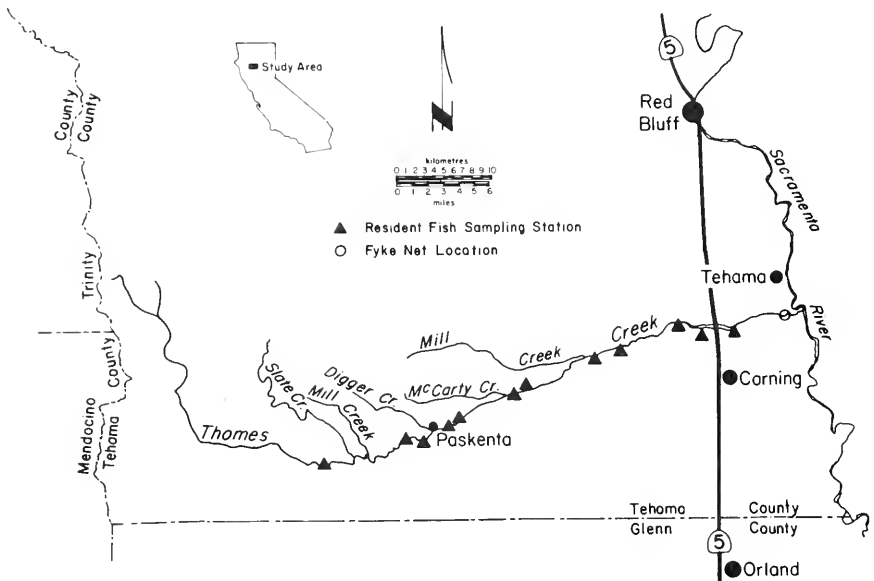 5
Study Area
Red
Bluff
County
County
kilometres
0 1 2 3 4 5 6 7 8 9 10
0 1 2 3 4 5 6
miles
Sacramento
Resident Fish Sampling Station
Fyke Net Location
Trinity
Tehama
River
Mill
Creek
Creek
County
Mendocino
Tehama
Slate Cr.
Mill Creek
Digger Cr.
McCarty Cr.
Corning
Thomes
Paskenta
Tehama County
Glenn County
5
Orland